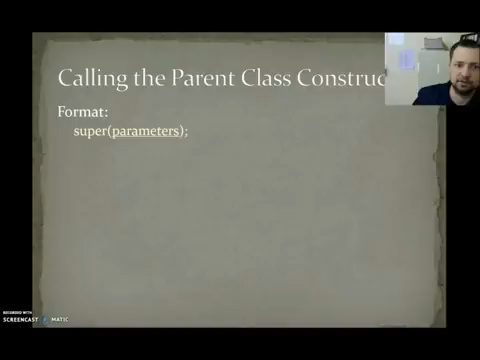 Calling the Parent Class Construc
Format:
super(parameters);
RECORDED WITH
SCREENCAST MATIC